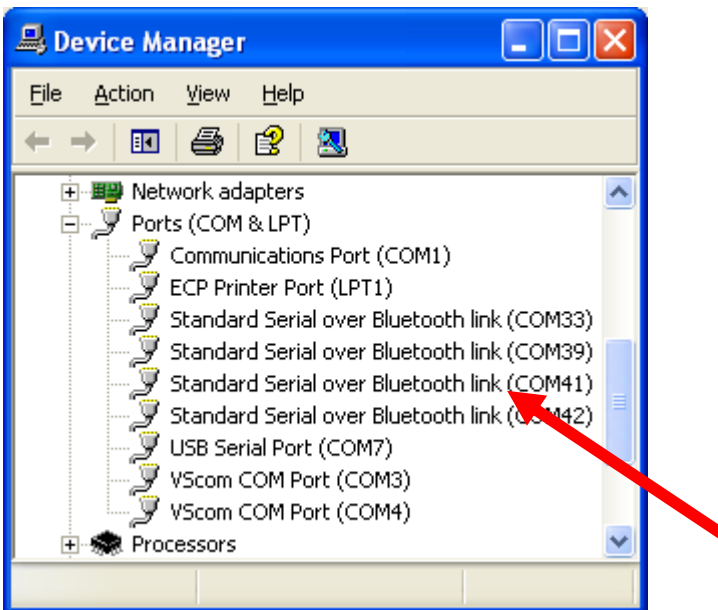 Device Manager
File Action View Help
Network adapters
Ports (COM & LPT)
Communications Port (COM1)
ECP Printer Port (LPT1)
Standard Serial over Bluetooth link (COM33)
Standard Serial over Bluetooth link (COM39)
Standard Serial over Bluetooth link (COM41)
Standard Serial over Bluetooth link (COM42)
USB Serial Port (COM7)
VScom COM Port (COM3)
VScom COM Port (COM4)
Processors